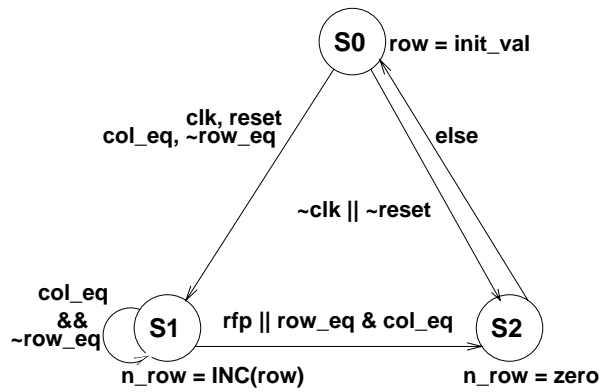 S0 row = init_val
clk, reset
col_eq, ~row_eq
else
~clk || ~reset
col_eq
&&
~row_eq
S1
rfp || row_eq & col_eq
S2
n_row = INC(row)
n_row = zero